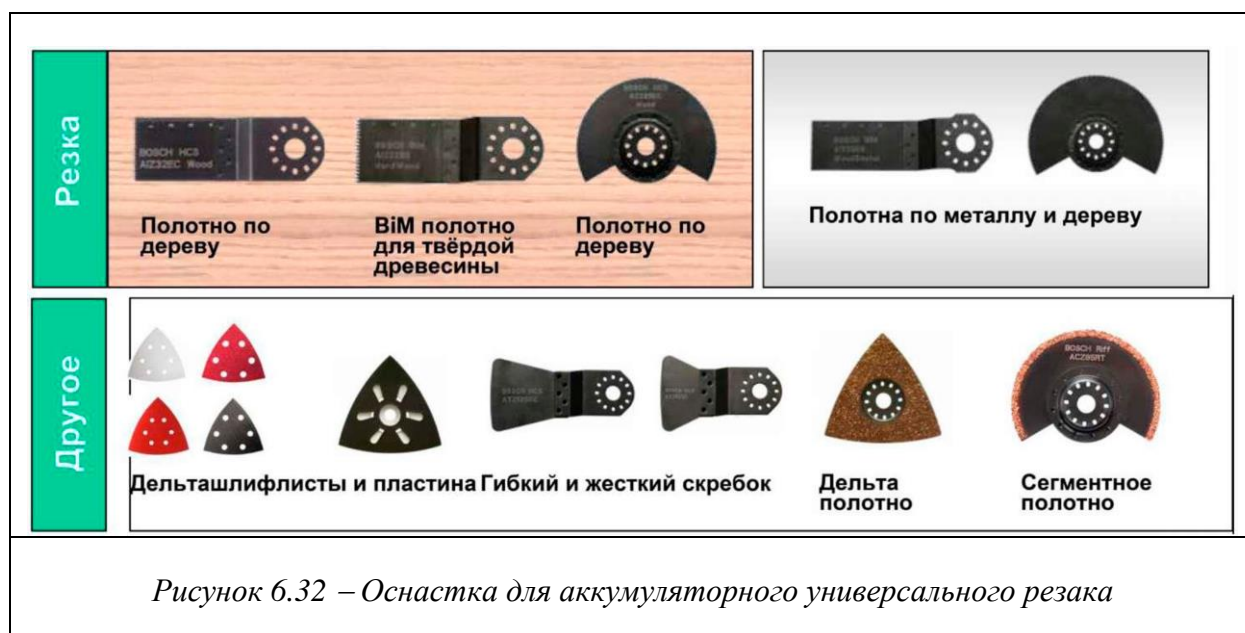 Резка
BOSCH HCS
AIZ32EC Wood
Полотно по
дереву
BiM полотно
для твёрдой
древесины
Полотно по
дереву
Полотна по металлу и дереву
Другое
Дельташлифлисты и пластина
Гибкий и жесткий скребок
Дельта
полотно
BOSCH Riff
ACZ85RT
Сегментное
полотно
Рисунок 6.32 – Оснастка для аккумуляторного универсального резака